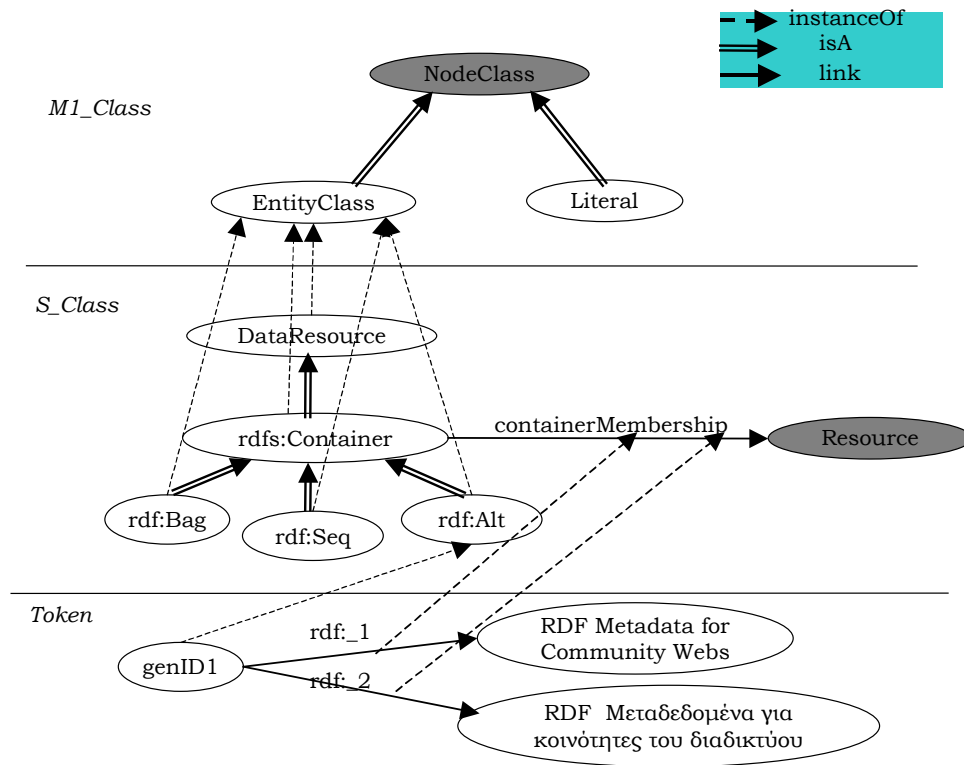 instanceOf
isA
link
NodeClass
M1_Class
EntityClass
Literal
S_Class
DataResource
containerMembership
rdfs:Container
Resource
rdf:Bag
rdf:Seq
rdf:Alt
Token
rdf:_1
RDF Metadata for
Community Webs
genID1
rdf:_2
RDF Μεταδεδομένα για
κοινότητες του διαδικτύου